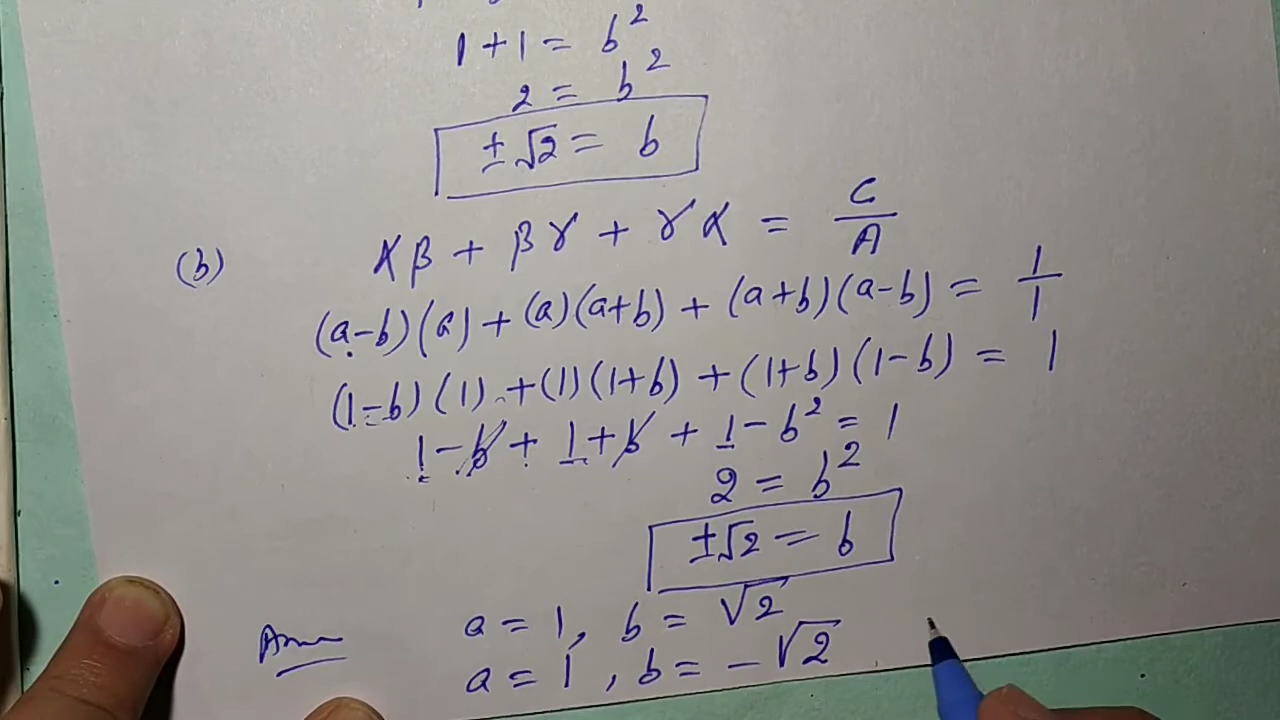 1 + 1 = b²
2 = b²
±√2 = b
(b) αβ + βγ + γα = C/A
(a-b)(a) + (a)(a+b) + (a+b)(a-b) = 1/1
(1-b)(1) + (1)(1+b) + (1+b)(1-b) = 1
1 - b + 1 + b + 1 - b² = 1
2 = b²
±√2 = b
a = 1, b = √2
a = 1, b = -√2